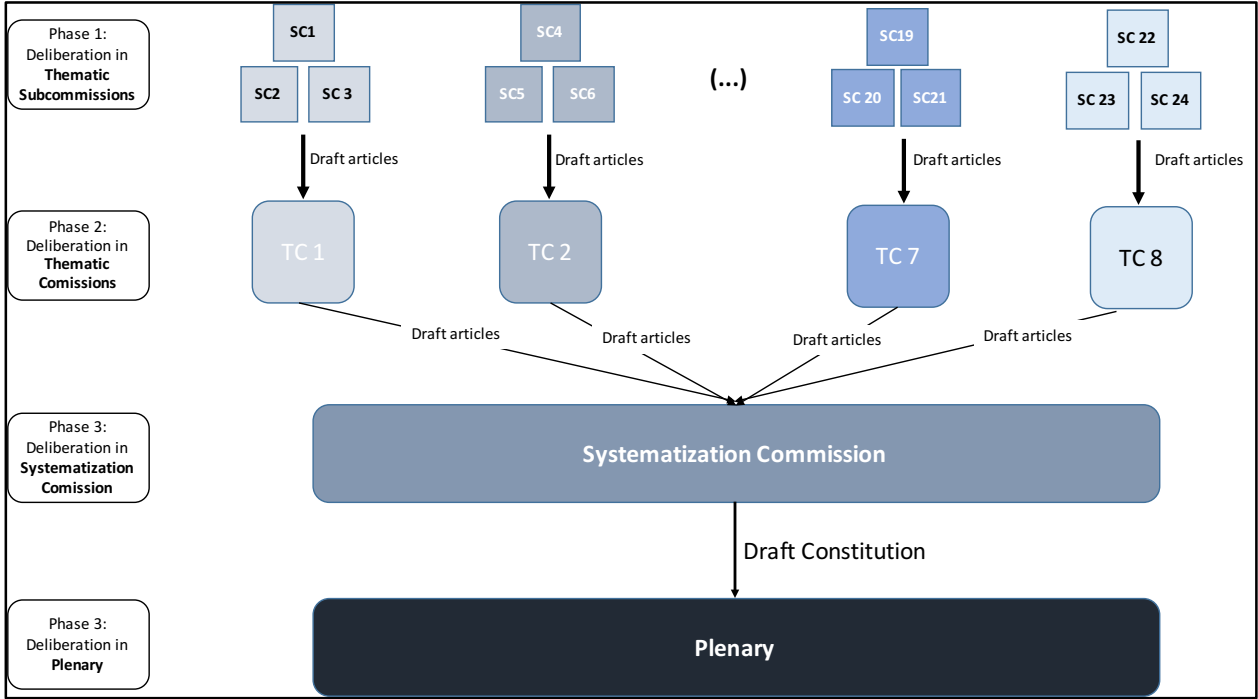 Phase 1:
Deliberation in
Thematic
Subcommissions
SC1
SC2
SC 3
SC4
SC5
SC6
(...)
SC19
SC 20
SC21
SC 22
SC 23
SC 24
Draft articles
Draft articles
Draft articles
Draft articles
Phase 2:
Deliberation in
Thematic
Comissions
TC 1
TC 2
TC 7
TC 8
Draft articles
Draft articles
Draft articles
Draft articles
Phase 3:
Deliberation in
Systematization
Comission
Systematization Commission
Draft Constitution
Phase 3:
Deliberation in
Plenary
Plenary